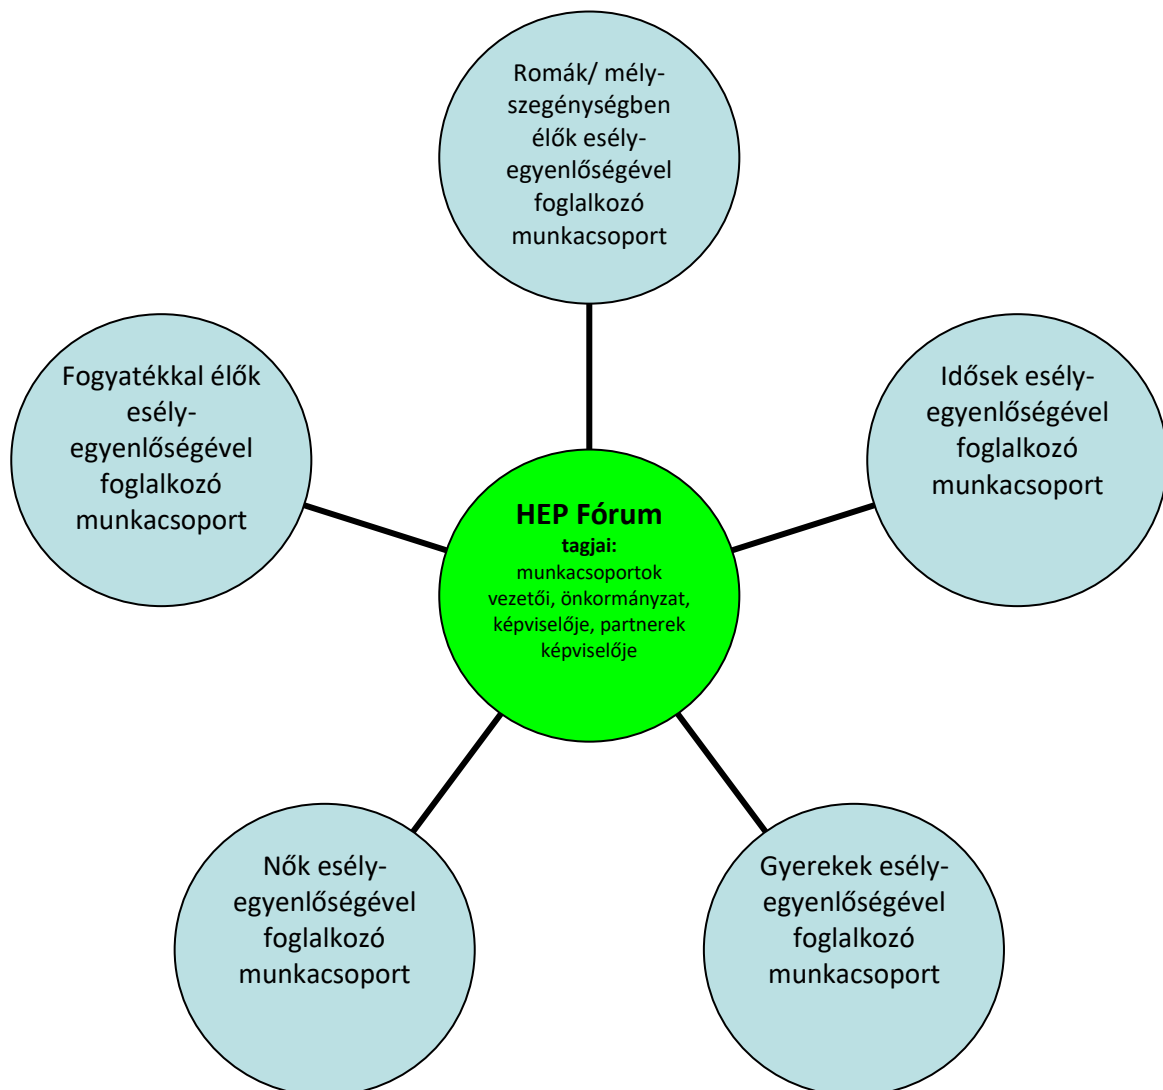 Romák/ mély-
szegénységben
élők esély-
egyenlőségével
foglalkozó
munkacsoport
Fogyatékkal élők
esély-
egyenlőségével
foglalkozó
munkacsoport
Idősek esély-
egyenlőségével
foglalkozó
munkacsoport
HEP Fórum
tagjai:
munkacsoportok
vezetői, önkormányzat,
képviselője, partnerek
képviselője
Nők esély-
egyenlőségével
foglalkozó
munkacsoport
Gyerekek esély-
egyenlőségével
foglalkozó
munkacsoport